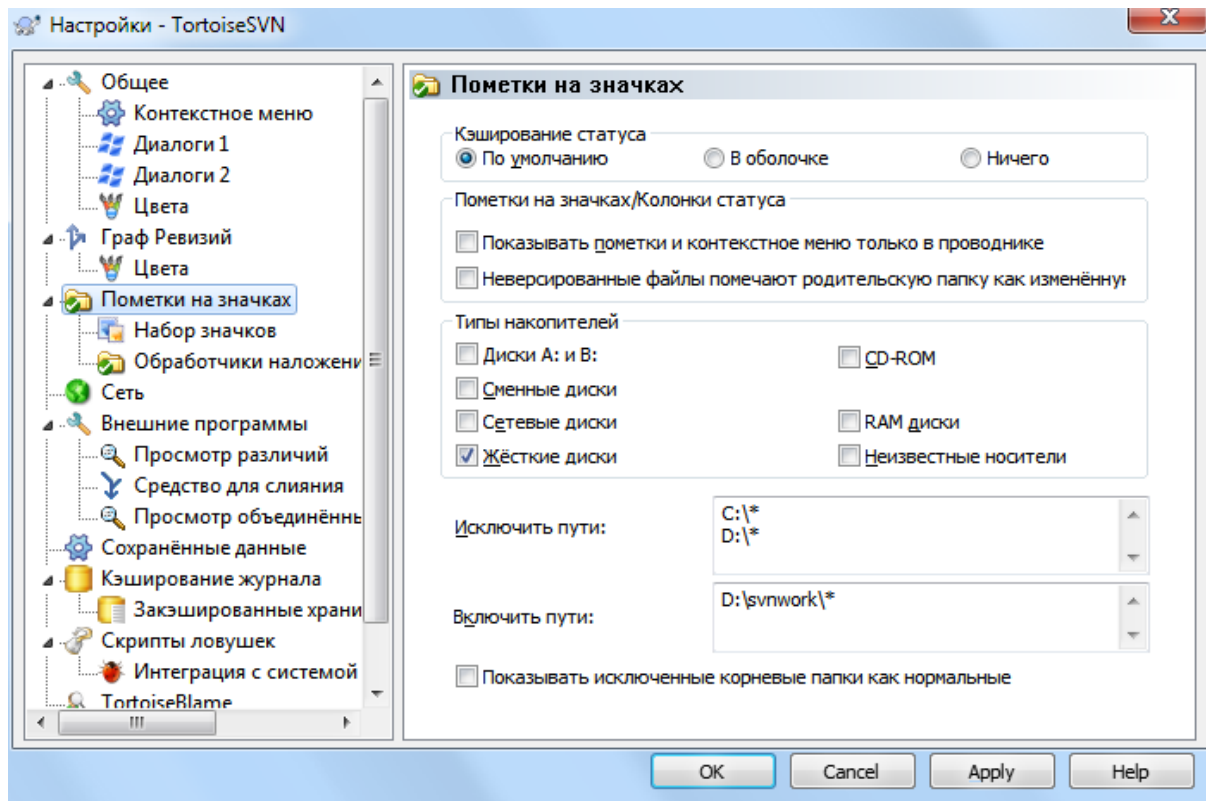 Настройки - TortoiseSVN
Общее
Контекстное меню
Диалоги 1
Диалоги 2
Цвета
Граф Ревизий
Цвета
Пометки на значках
Набор значков
Обработчики наложени
Сеть
Внешние программы
Просмотр различий
Средство для слияния
Просмотр объединённь
Сохранённые данные
Кэширование журнала
Закэшированные храни
Скрипты ловушек
Интеграция с системой
TortoiseBlame
Пометки на значках
Кэширование статуса
По умолчанию В оболочке Ничего
Пометки на значках/Колонки статуса
Показывать пометки и контекстное меню только в проводнике
Неверсированные файлы помечают родительскую папку как изменённую
Типы накопителей
Диски A: и B: CD-ROM
Сменные диски
Сетевые диски RAM диски
Жёсткие диски Неизвестные носители
Исключить пути:
C:\*
D:\*
Включить пути:
D:\svnwork\*
Показывать исключенные корневые папки как нормальные
OK Cancel Apply Help